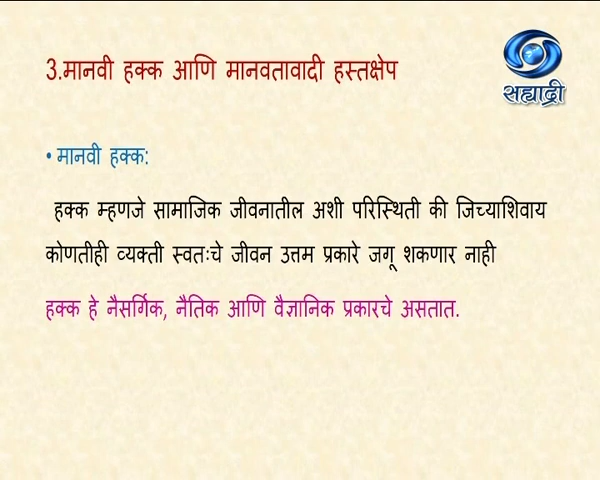 3.मानवी हक्क आणि मानवतावादी हस्तक्षेप
सह्याद्री
• मानवी हक्क:
हक्क म्हणजे सामाजिक जीवनातील अशी परिस्थिती की जिच्याशिवाय
कोणतीही व्यक्ती स्वतःचे जीवन उत्तम प्रकारे जगू शकणार नाही
हक्क हे नैसर्गिक, नैतिक आणि वैज्ञानिक प्रकारचे असतात.